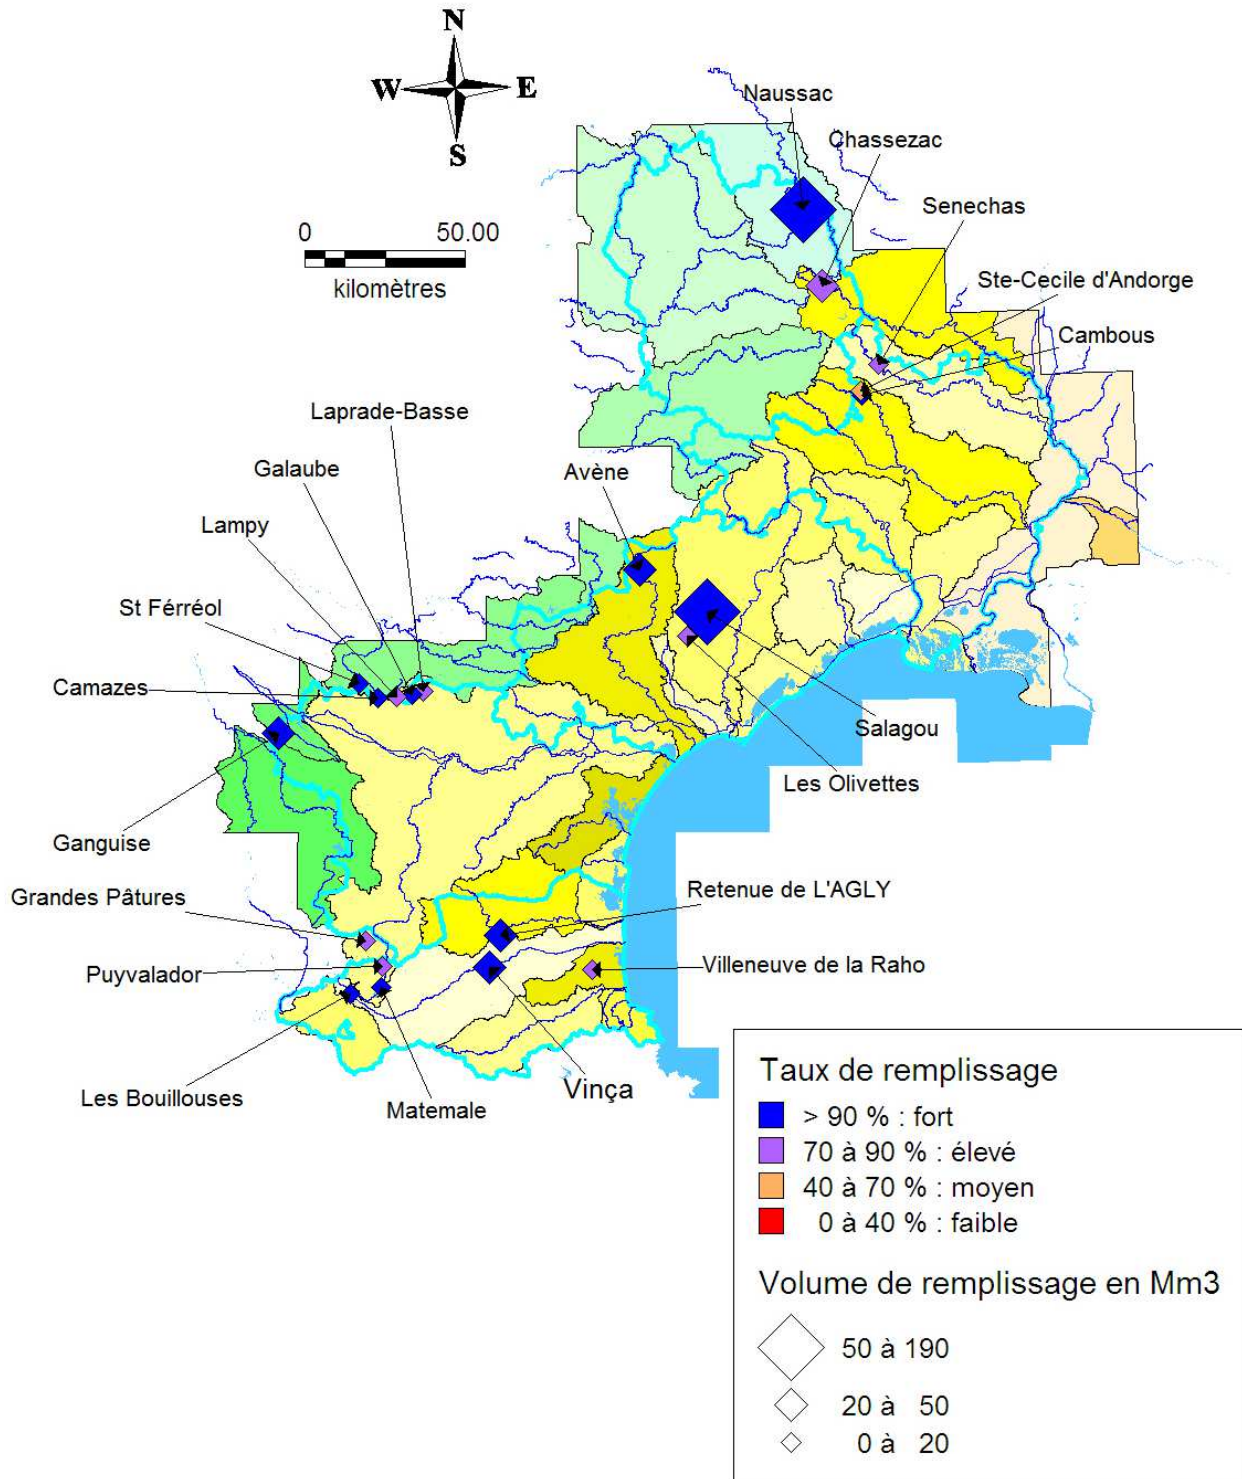 N
W
E
S
0 50.00
kilomètres
Naussac
Chassezac
Senechas
Ste-Cecile d'Andorge
Cambous
Laprade-Basse
Galaube
Avène
Lampy
St Férréol
Camazes
Salagou
Les Olivettes
Ganguise
Grandes Pâtures
Retenue de L'AGLY
Puyvalador
Villeneuve de la Raho
Les Bouillouses
Vinça
Matemale
Taux de remplissage
> 90 % : fort
70 à 90 % : élevé
40 à 70 % : moyen
0 à 40 % : faible
Volume de remplissage en Mm3
50 à 190
20 à 50
0 à 20